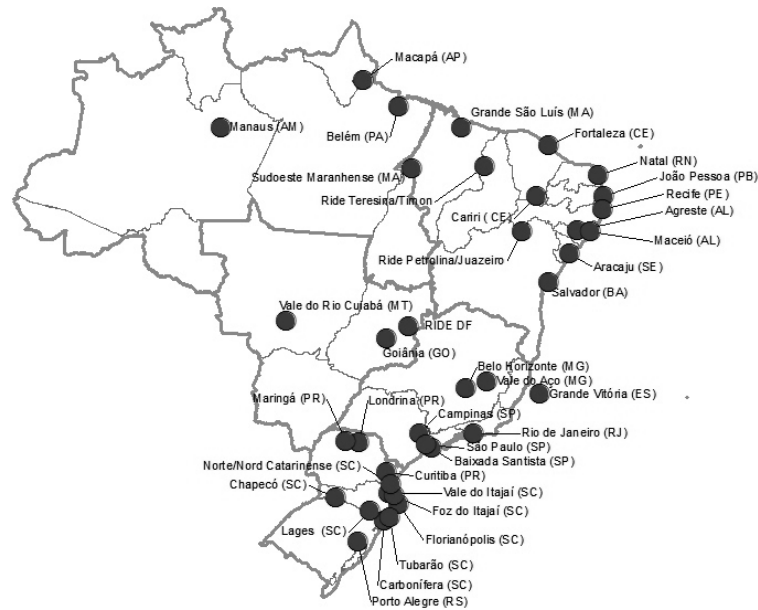 Macapá (AP)
Grande São Luís (MA)
Manaus (AM)
Belém (PA)
Fortaleza (CE)
Natal (RN)
Sudoeste Maranhense (MA)
João Pessoa (PB)
Ride Teresina/Timon
Recife (PE)
Cariri ( CE)
Agreste (AL)
Maceió (AL)
Ride Petrolina/Juazeiro
Aracaju (SE)
Salvador (BA)
Vale do Rio Cuiabá (MT)
RIDE DF
Goiânia (GO)
Belo Horizonte (MG)
Vale do Aço (MG)
Grande Vitória (ES)
Maringá (PR)
Londrina (PR)
Campinas (SP)
Rio de Janeiro (RJ)
São Paulo (SP)
Baixada Santista (SP)
Norte/Nord Catarinense (SC)
Curitiba (PR)
Chapecó (SC)
Vale do Itajaí (SC)
Foz do Itajaí (SC)
Lages (SC)
Florianópolis (SC)
Tubarão (SC)
Carbonífera (SC)
Porto Alegre (RS)